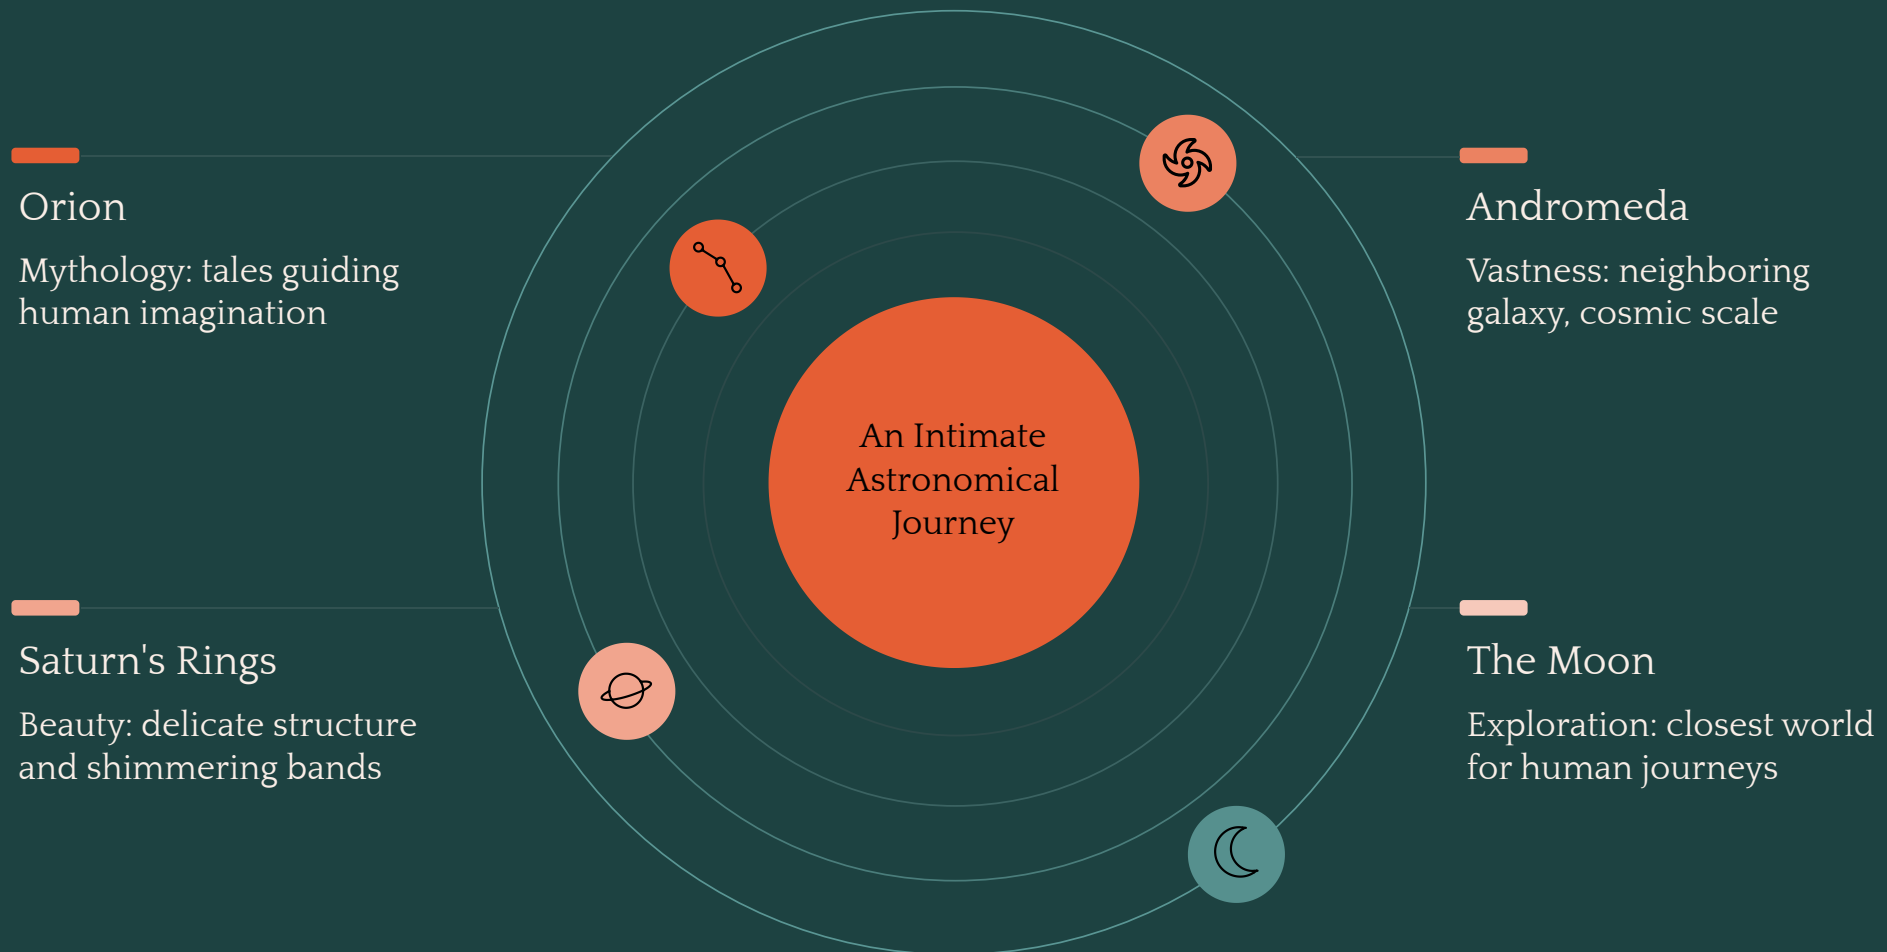 Orion
Mythology: tales guiding
human imagination
Andromeda
Vastness: neighboring
galaxy, cosmic scale
An Intimate
Astronomical
Journey
Saturn's Rings
Beauty: delicate structure
and shimmering bands
The Moon
Exploration: closest world
for human journeys